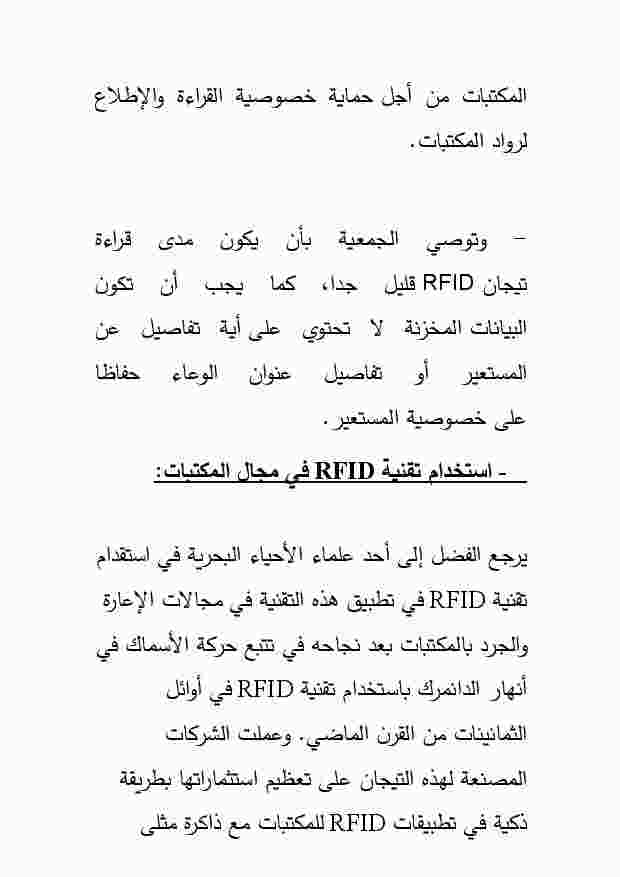 المكتبات من أجل حماية خصوصية القراءة والإطلاع
لرواد المكتبات.
– وتوصي الجمعية بأن يكون مدى قراءة
تيجان RFID قليل جدا، كما يجب أن تكون
البيانات المخزنة لا تحتوي على أية تفاصيل عن
المستعير أو تفاصيل عنوان الوعاء حفاظا
على خصوصية المستعير.
- استخدام تقنية RFID في مجال المكتبات:
يرجع الفضل إلى أحد علماء الأحياء البحرية في استقدام
تقنية RFID في تطبيق هذه التقنية في مجالات الإعارة
والجرد بالمكتبات بعد نجاحه في تتبع حركة الأسماك في
أنهار الدانمرك باستخدام تقنية RFID في أوائل
الثمانينات من القرن الماضي. وعملت الشركات
المصنعة لهذه التيجان على تعظيم استثماراتها بطريقة
ذكية في تطبيقات RFID للمكتبات مع ذاكرة مثلى